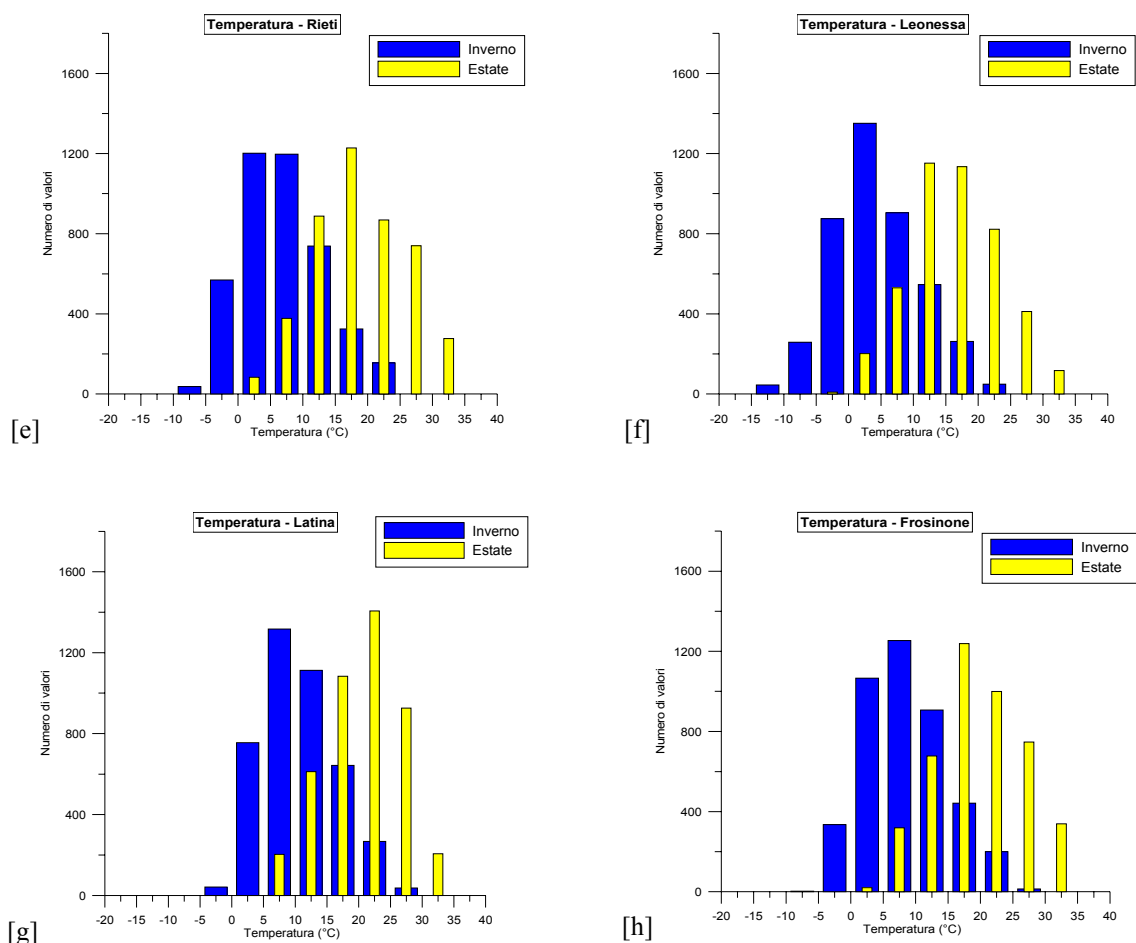 Temperatura - Rieti
Inverno
Estate
1600
1200
800
400
0
Numero di valori
-20 -15 -10 -5 0 5 10 15 20 25 30 35 40
Temperatura (°C)
[e]
Temperatura - Leonessa
Inverno
Estate
1600
1200
800
400
0
Numero di valori
-20 -15 -10 -5 0 5 10 15 20 25 30 35 40
Temperatura (°C)
[f]
Temperatura - Latina
Inverno
Estate
1600
1200
800
400
0
Numero di valori
-20 -15 -10 -5 0 5 10 15 20 25 30 35 40
Temperatura (°C)
[g]
Temperatura - Frosinone
Inverno
Estate
1600
1200
800
400
0
Numero di valori
-20 -15 -10 -5 0 5 10 15 20 25 30 35 40
Temperatura (°C)
[h]